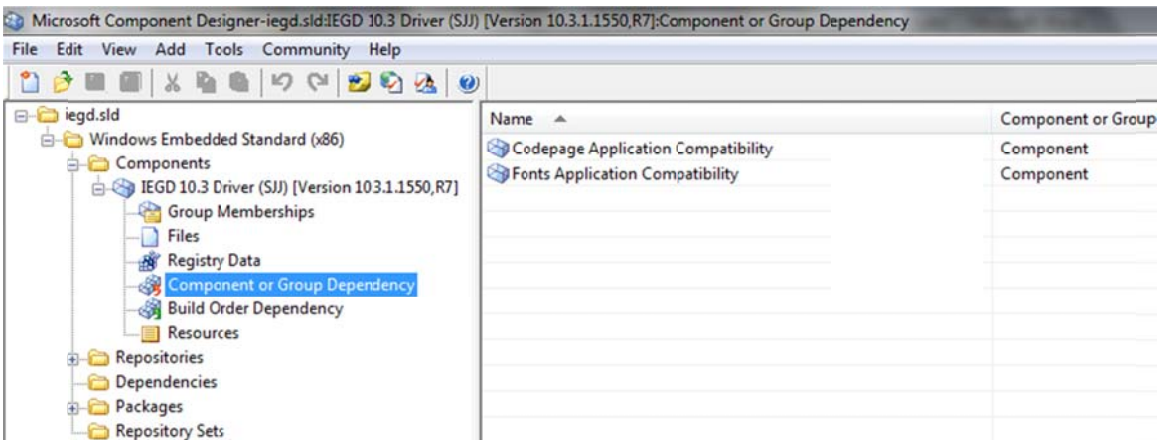 Microsoft Component Designer-iegd.sld:IEGD 10.3 Driver (SJJ) [Version 10.3.1.1550,R7]:Component or Group Dependency
File Edit View Add Tools Community Help
iegd.sld
Windows Embedded Standard (x86)
Components
IEGD 10.3 Driver (SJJ) [Version 103.1.1550,R7]
Group Memberships
Files
Registry Data
Component or Group Dependency
Build Order Dependency
Resources
Repositories
Dependencies
Packages
Repository Sets
Name Component or Group
Codepage Application Compatibility Component
Fonts Application Compatibility Component